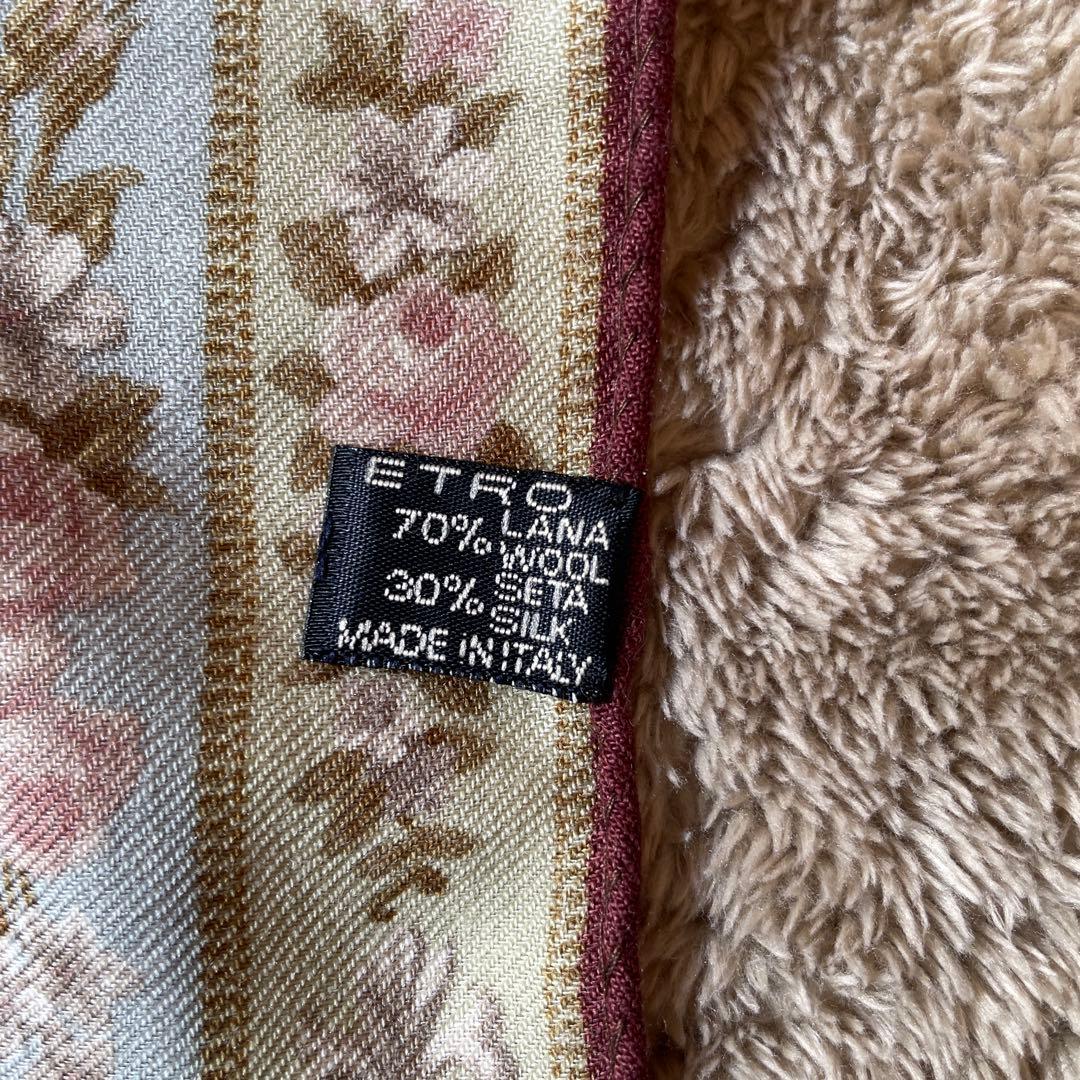 ETRO
70% LANA
WOOL
30% SETA
SILK
MADE IN ITALY